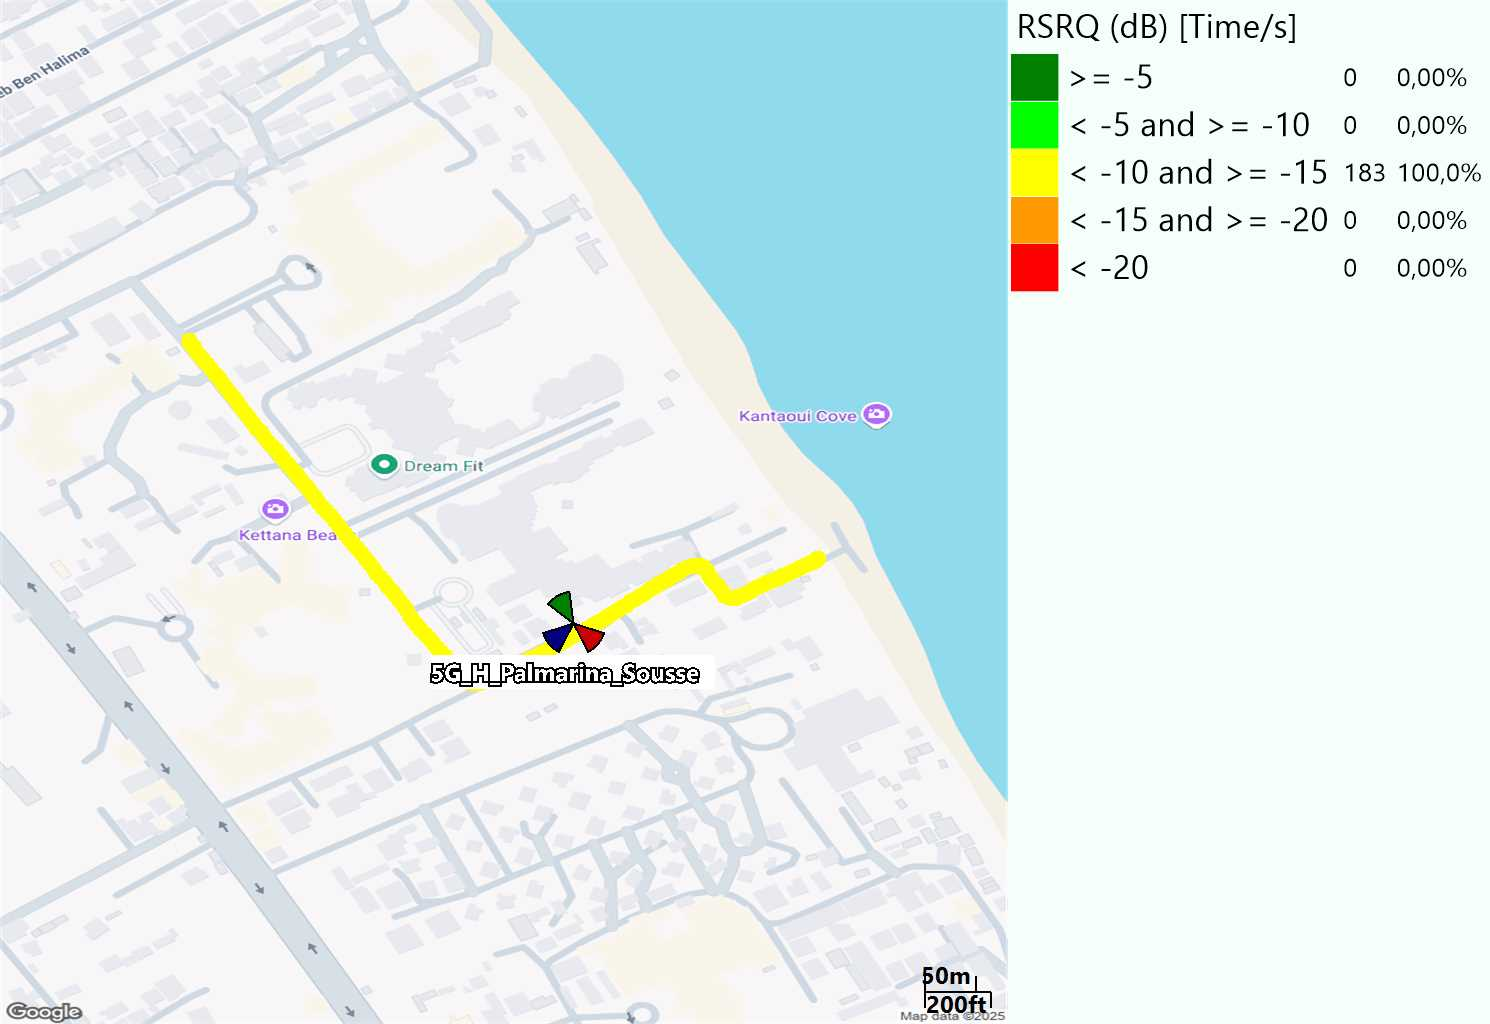 eb Ben Halima
Kantaoui Cove
Dream Fit
Kettana Bea
5G_H_Palmarina_Sousse
50m
200ft
Google
Map data ©2025
RSRQ (dB) [Time/s]
>= -5 0 0,00%
< -5 and >= -10 0 0,00%
< -10 and >= -15 183 100,0%
< -15 and >= -20 0 0,00%
< -20 0 0,00%